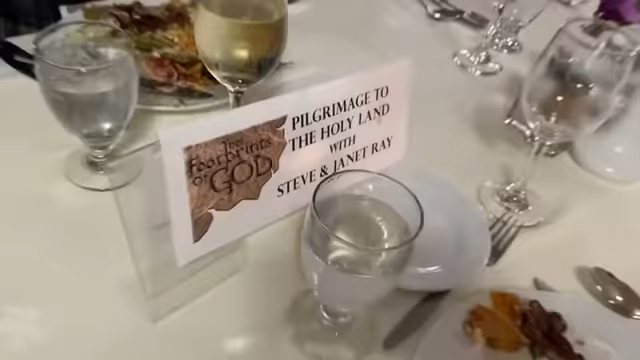 The
Footprints
of GOD
PILGRIMAGE TO
THE HOLY LAND
WITH
STEVE & JANET RAY